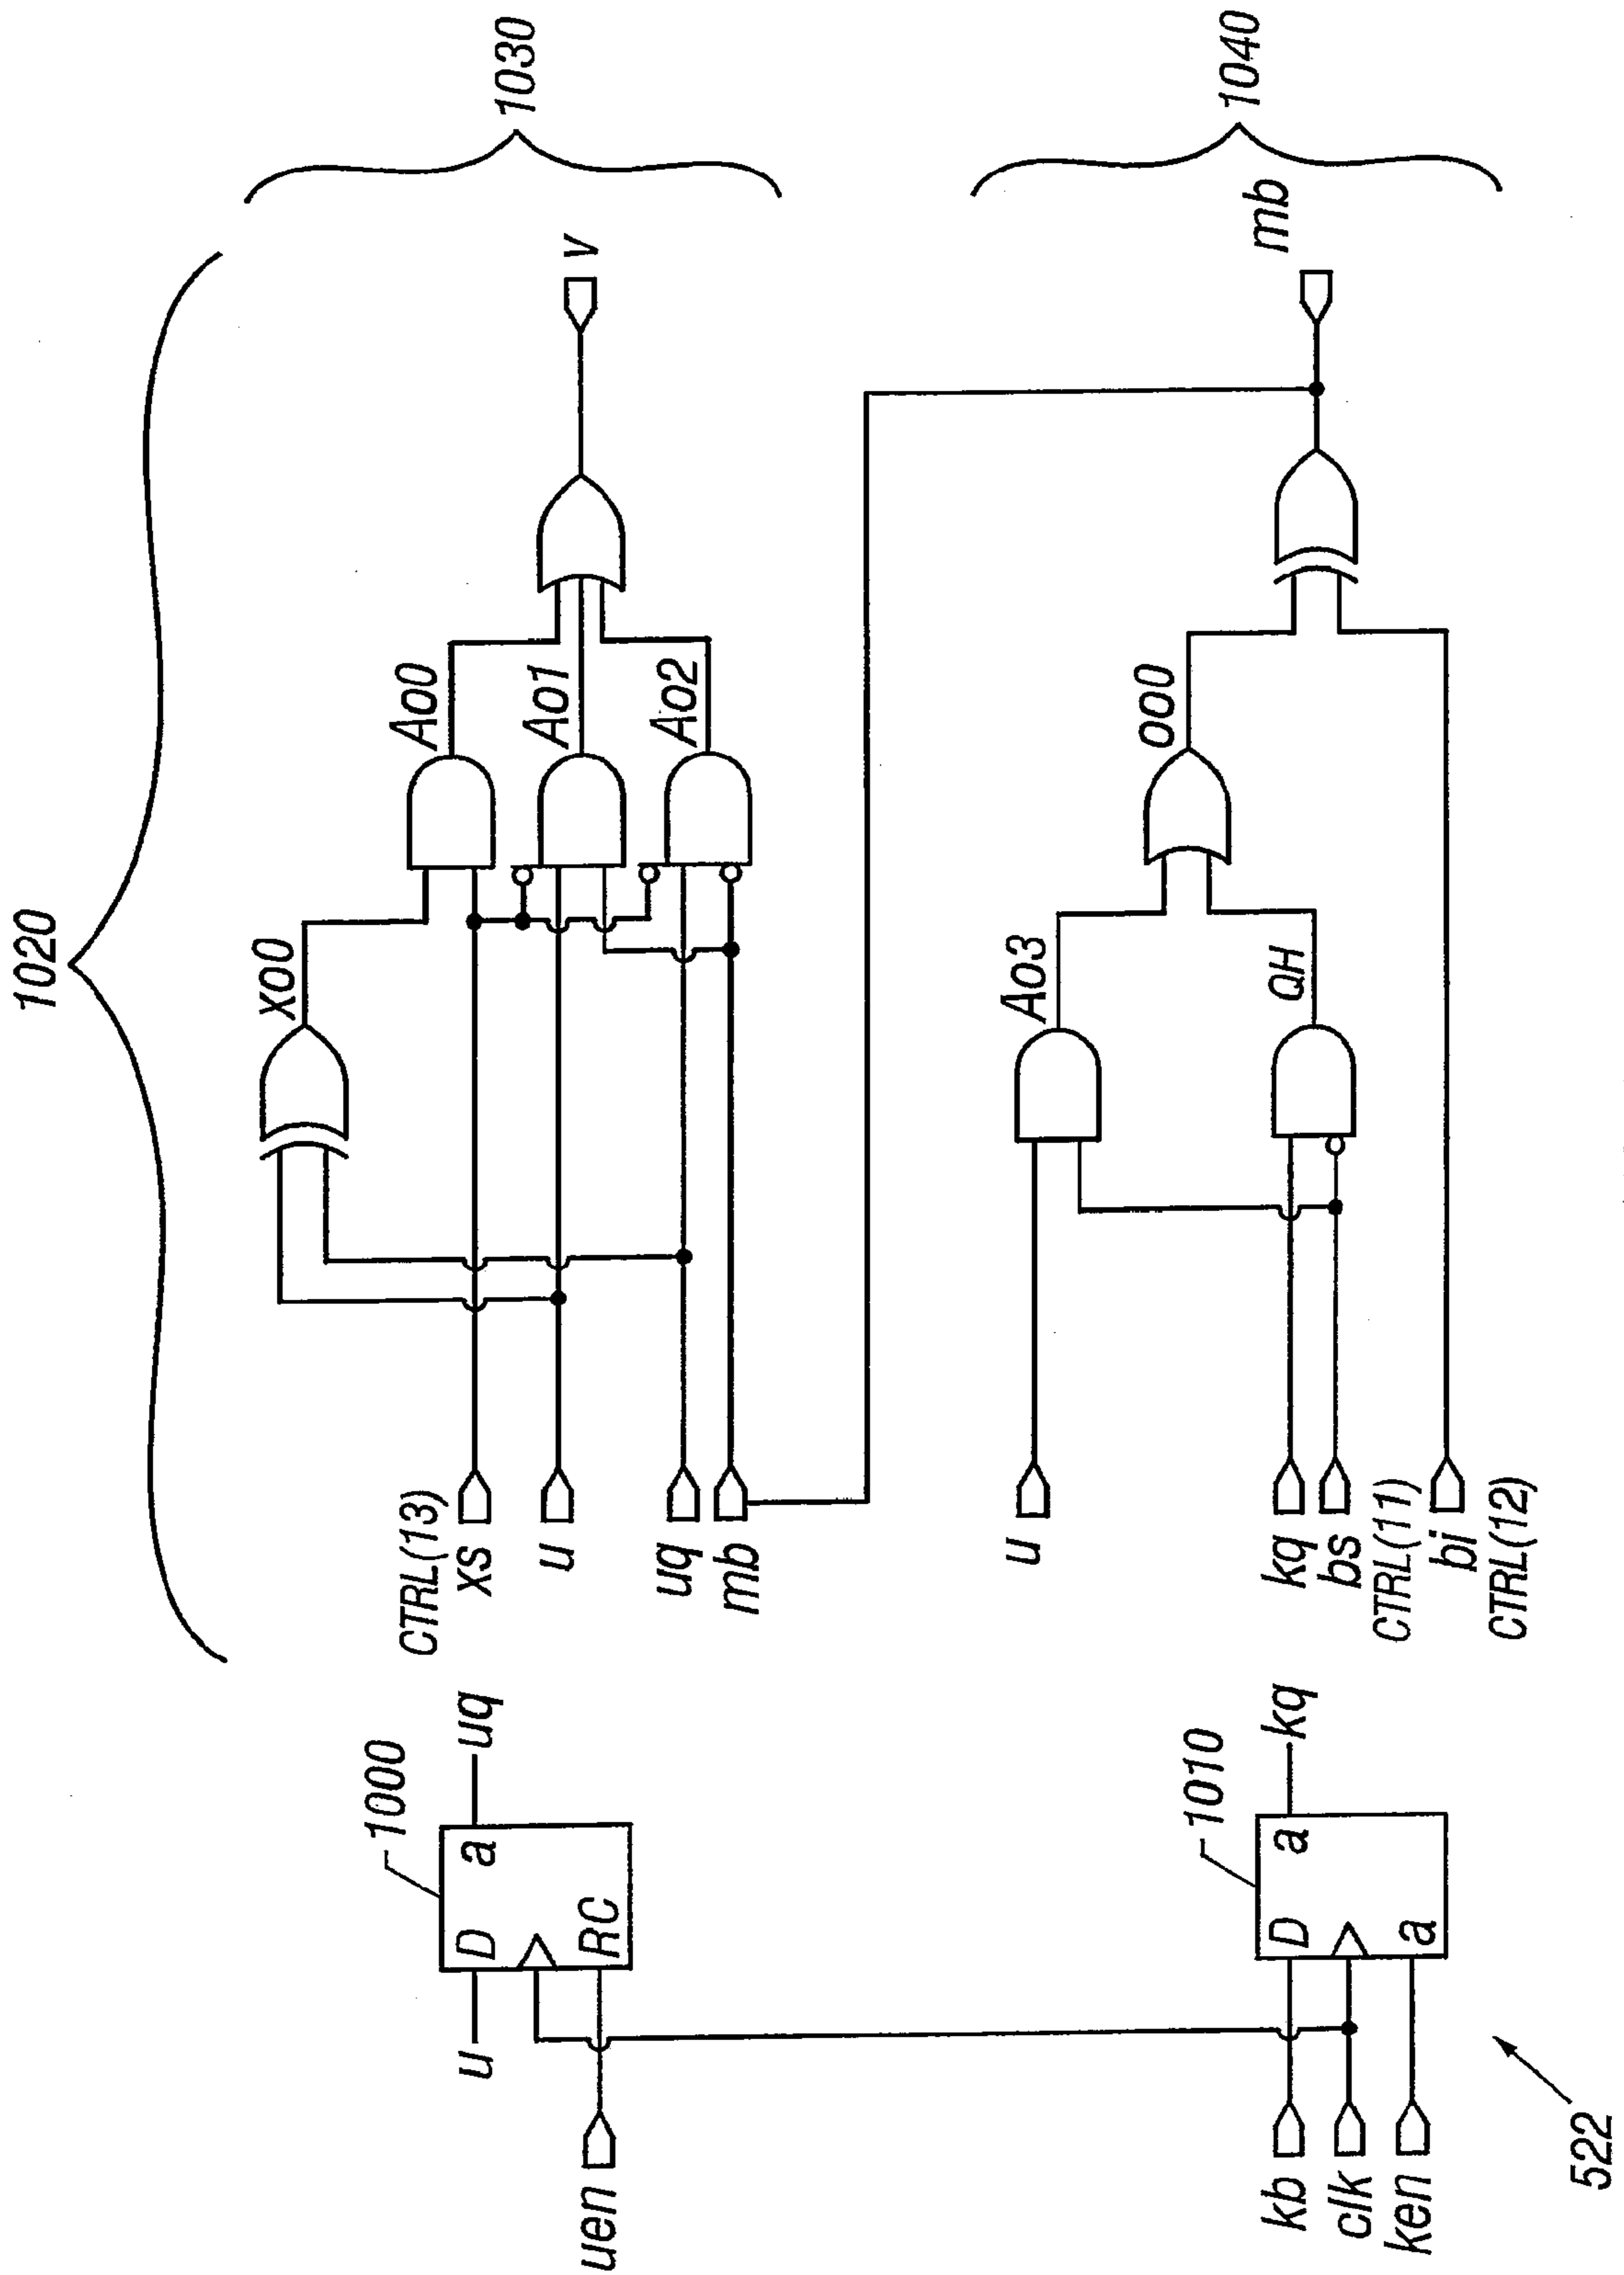 1020
1030
xo0
Ao0
Ao1
Ao2
v
CTRL(13)
xs
u
uq
mb
1040
Ao3
QH
oo0
mb
u
kq
bs
CTRL(11)
bi
CTRL(12)
1000
u
D
a
uq
RC
uen
1010
kb
D
a
kq
clk
ken
a
522